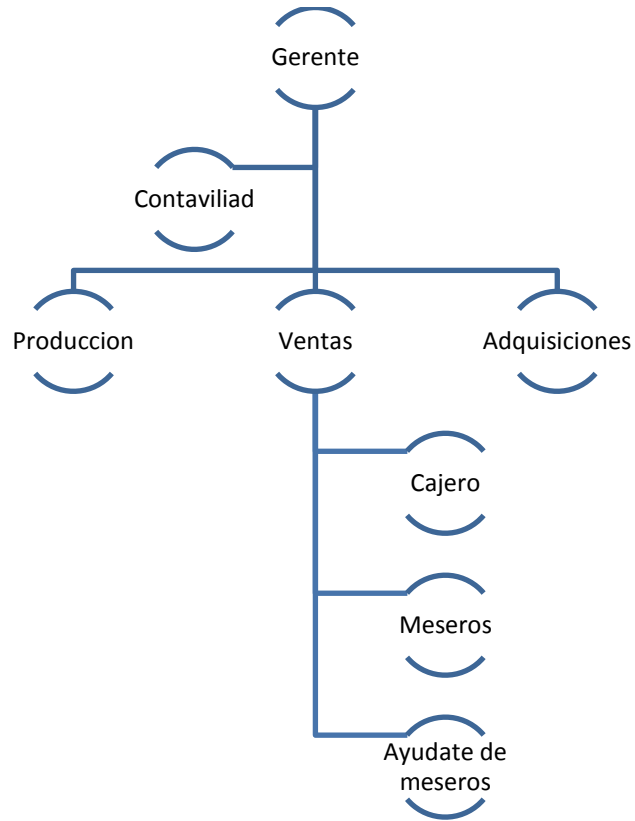 Gerente
Contaviliad
Produccion
Ventas
Adquisiciones
Cajero
Meseros
Ayudate de
meseros